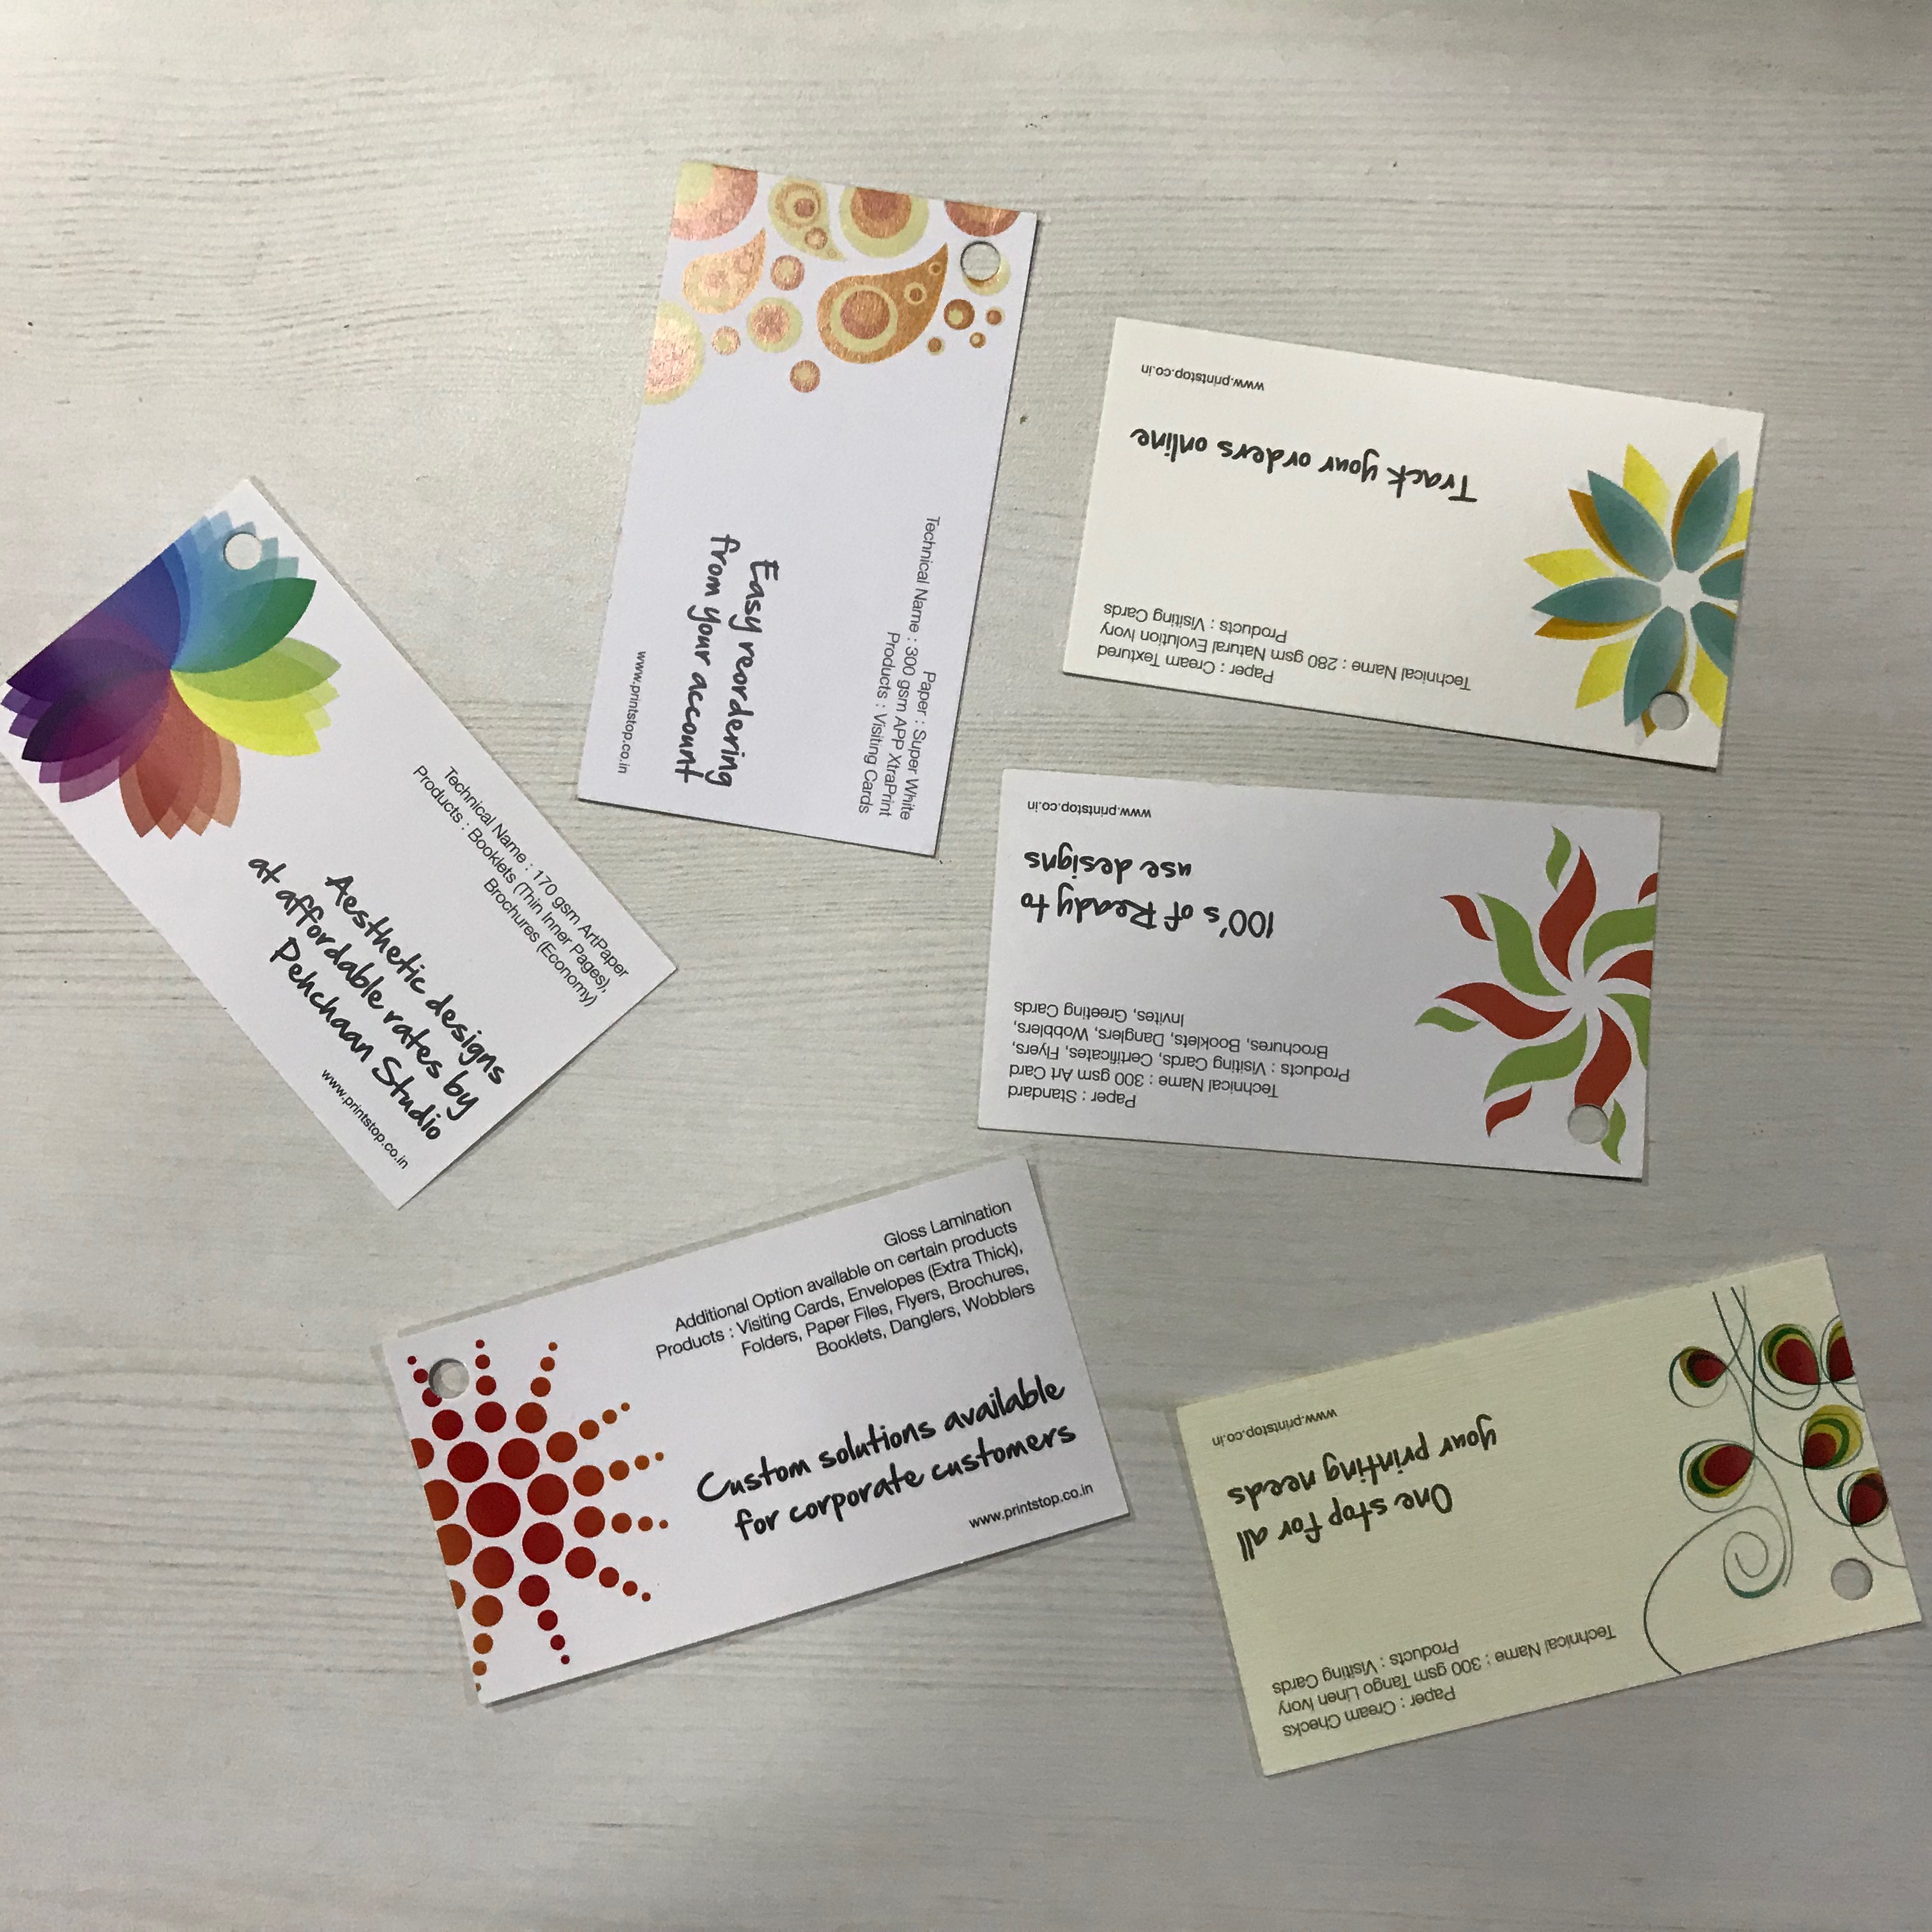 Paper : Super White
Technical Name : 300 gsm APP XtraPrint
Products : Visiting Cards
Easy reordering
from your account
www.printstop.co.in
Paper : Cream Textured
Technical Name : 280 gsm Natural Evolution Ivory
Products : Visiting Cards
Track your orders online
www.printstop.co.in
Technical Name : 170 gsm ArtPaper
Products : Booklets (Thin Inner Pages),
Brochures (Economy)
Aesthetic designs
at affordable rates by
Pehchaan Studio
www.printstop.co.in
Paper : Standard
Technical Name : 300 gsm Art Card
Products : Visiting Cards, Certificates, Flyers,
Brochures, Booklets, Danglers, Wobblers,
Invites, Greeting Cards
100's of Ready to
use designs
www.printstop.co.in
Gloss Lamination
Additional Option available on certain products
Products : Visiting Cards, Envelopes (Extra Thick),
Folders, Paper Files, Flyers, Brochures,
Booklets, Danglers, Wobblers
Custom solutions available
for corporate customers
www.printstop.co.in
Paper : Cream Checks
Technical Name : 300 gsm Tango Linen Ivory
Products : Visiting Cards
One stop for all
your printing needs
www.printstop.co.in